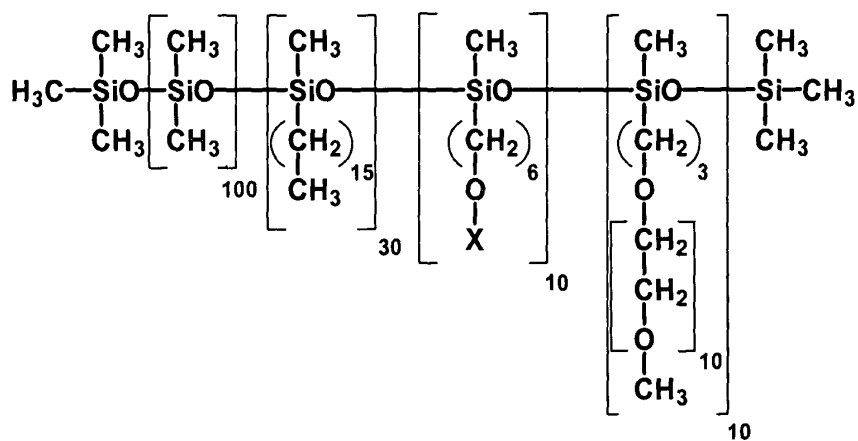 CH3 CH3 CH3 CH3 CH3 CH3
H3C–SiO–SiO–SiO–SiO–SiO–Si–CH3
CH3 CH3 (CH2)15 (CH2)6 (CH2)3 CH3
100 CH3 O O
30 X CH2
10 CH2
O 10
CH3
10